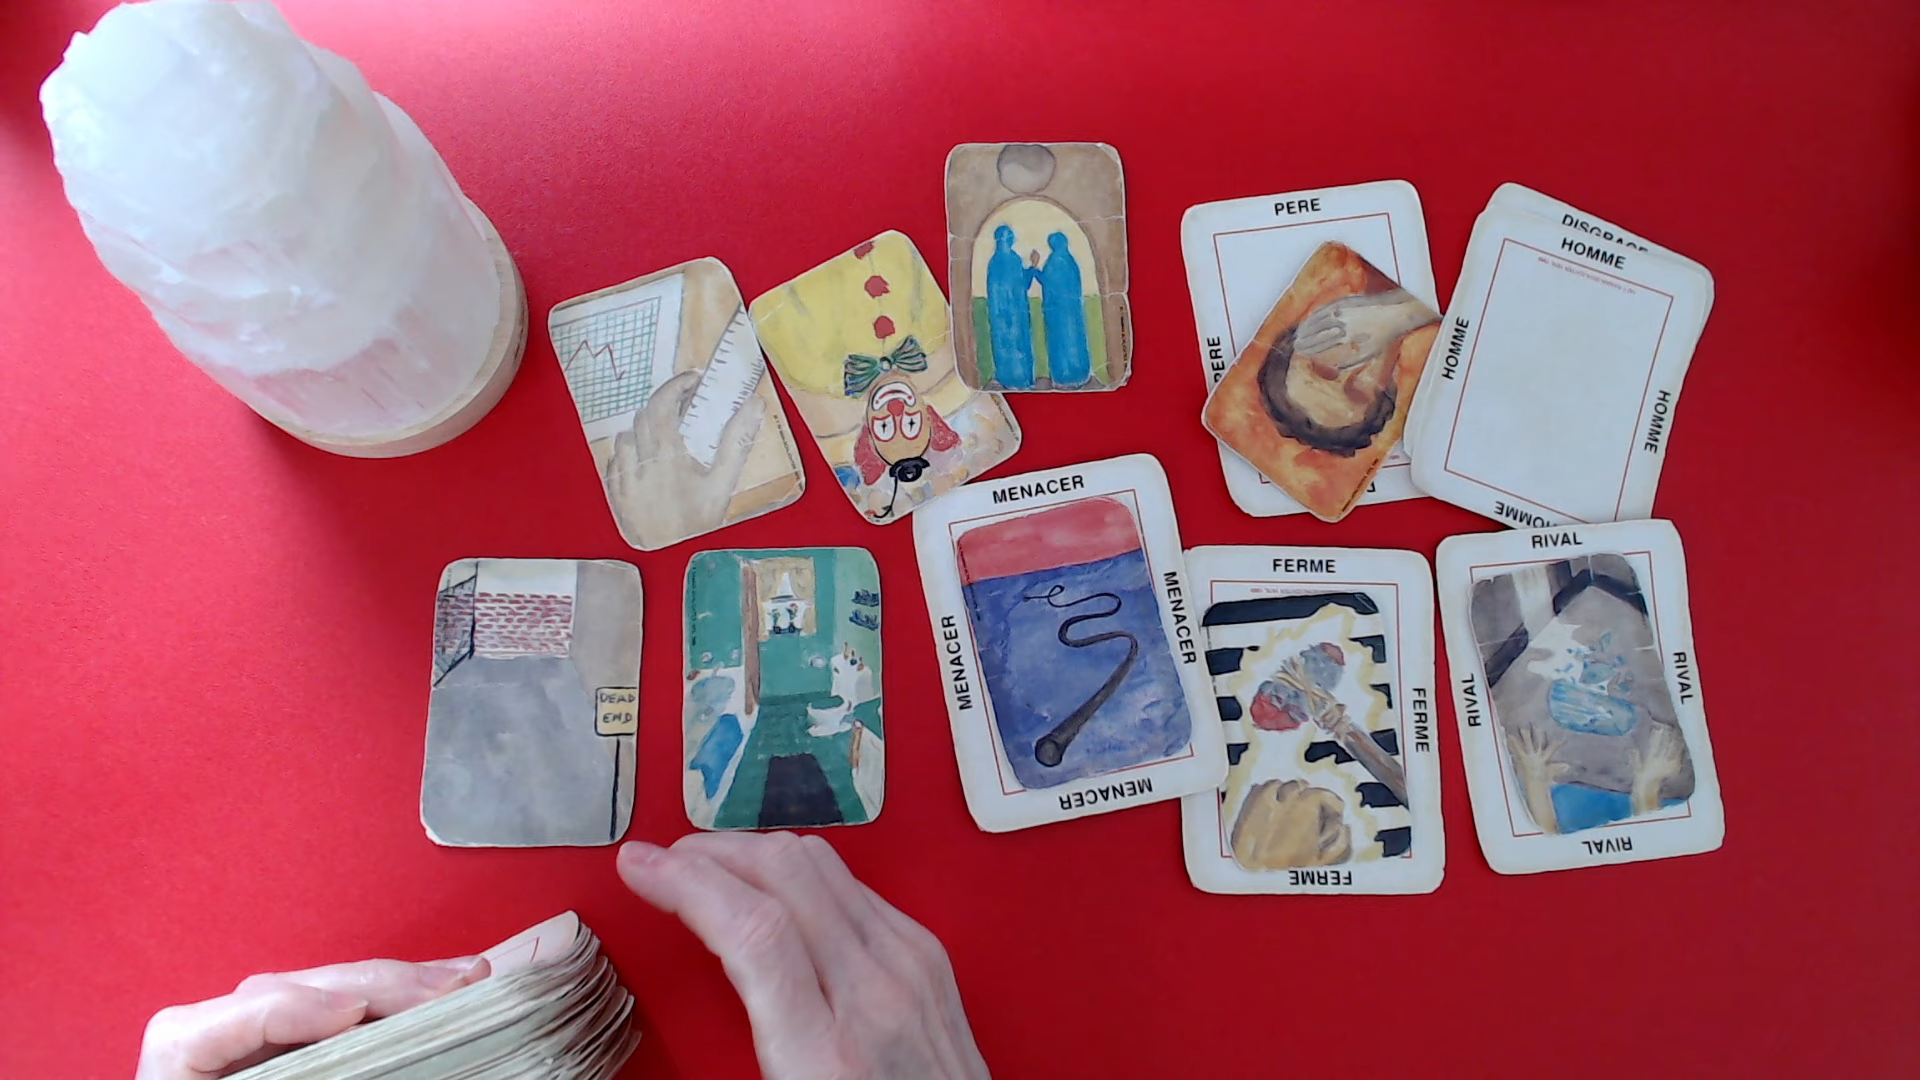 PERE
PERE
DISGRACE
HOMME
HOMME
HOMME
HOMME
MENACER
MENACER
MENACER
MENACER
FERME
FERME
FERME
RIVAL
RIVAL
RIVAL
RIVAL
DEAD
END